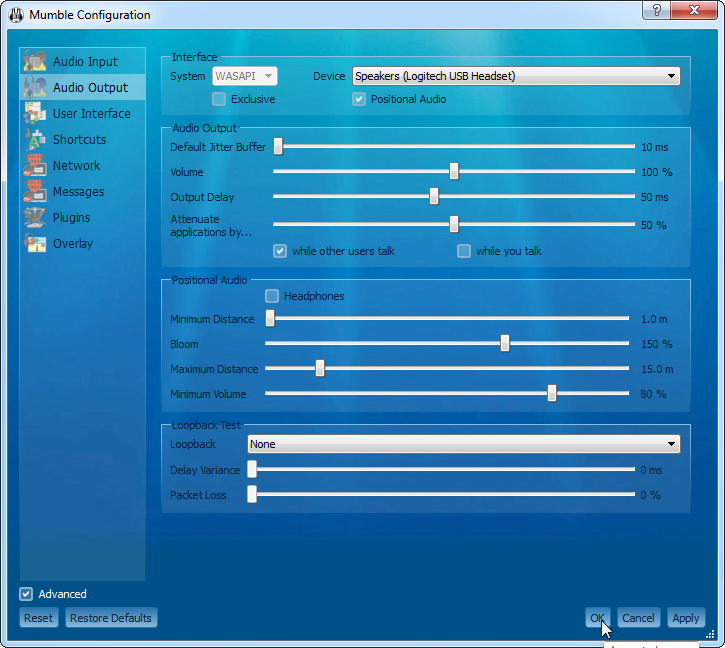 Mumble Configuration
Audio Input
Audio Output
User Interface
Shortcuts
Network
Messages
Plugins
Overlay
Interface
System WASAPI Device Speakers (Logitech USB Headset)
Exclusive Positional Audio
Audio Output
Default Jitter Buffer 10 ms
Volume 100 %
Output Delay 50 ms
Attenuate
applications by... 50 %
while other users talk while you talk
Positional Audio
Headphones
Minimum Distance 1.0 m
Bloom 150 %
Maximum Distance 15.0 m
Minimum Volume 80 %
Loopback Test
Loopback None
Delay Variance 0 ms
Packet Loss 0 %
Advanced
Reset Restore Defaults OK Cancel Apply